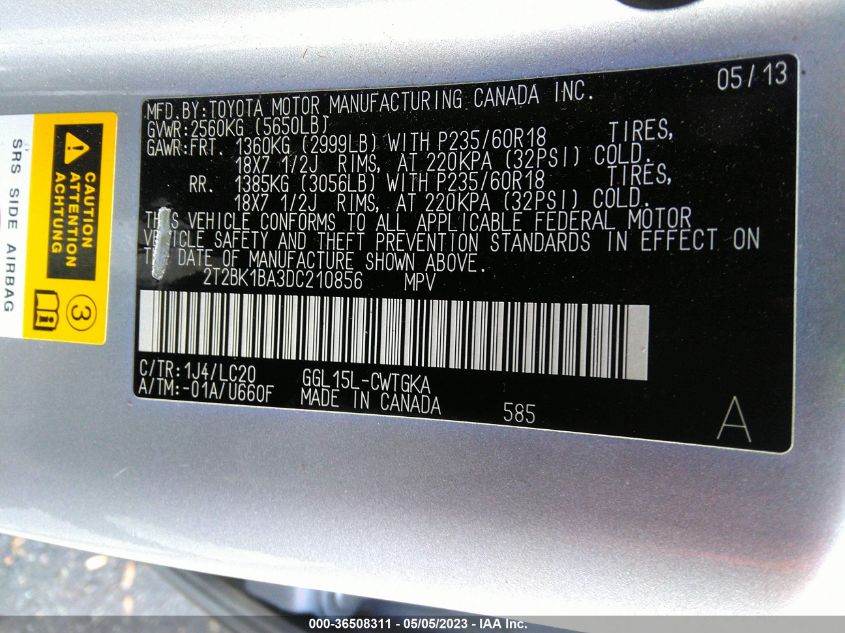 05/13
MFD.BY:TOYOTA MOTOR MANUFACTURING CANADA INC.
GVWR:2560KG (5650LB)
GAWR:FRT. 1360KG (2999LB) WITH P235/60R18 TIRES,
18X7 1/2J RIMS, AT 220KPA (32PSI) COLD.
RR. 1385KG (3056LB) WITH P235/60R18 TIRES,
18X7 1/2J RIMS, AT 220KPA (32PSI) COLD.
THIS VEHICLE CONFORMS TO ALL APPLICABLE FEDERAL MOTOR
VEHICLE SAFETY AND THEFT PREVENTION STANDARDS IN EFFECT ON
THE DATE OF MANUFACTURE SHOWN ABOVE.
2T2BK1BA3DC210856 MPV
C/TR:1J4/LC20 GGL15L-CWTGKA
A/TM:-01A/U660F MADE IN CANADA 585 A
CAUTION
ATTENTION
ACHTUNG
3
SRS SIDE AIRBAG
000-36508311 - 05/05/2023 - IAA Inc.